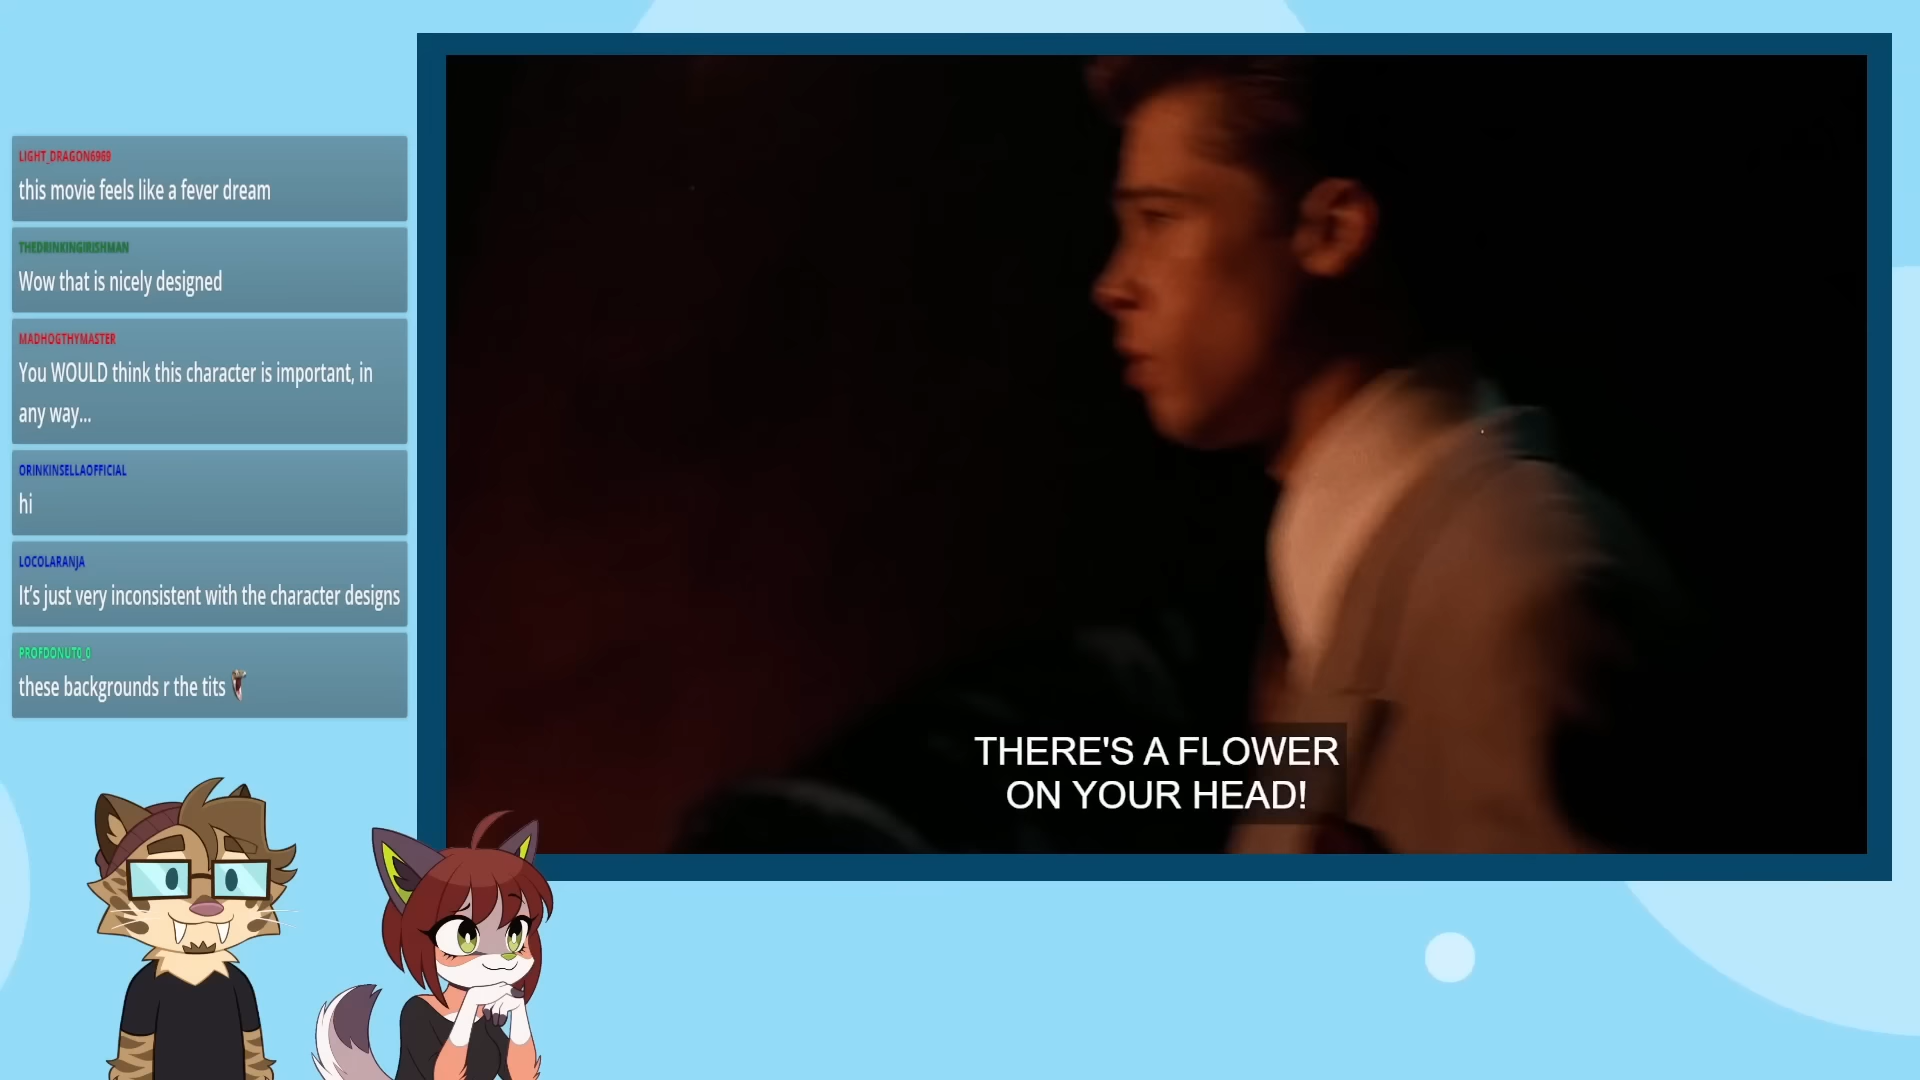 LIGHT_DRAGON6969
this movie feels like a fever dream
THEDRINKINGIRISHMAN
Wow that is nicely designed
MADHOGTHYMASTER
You WOULD think this character is important, in
any way...
ORINKINSELLAOFFICIAL
hi
LOCOLARANJA
It's just very inconsistent with the character designs
PROFDONUT0_0
these backgrounds r the tits
THERE'S A FLOWER
ON YOUR HEAD!